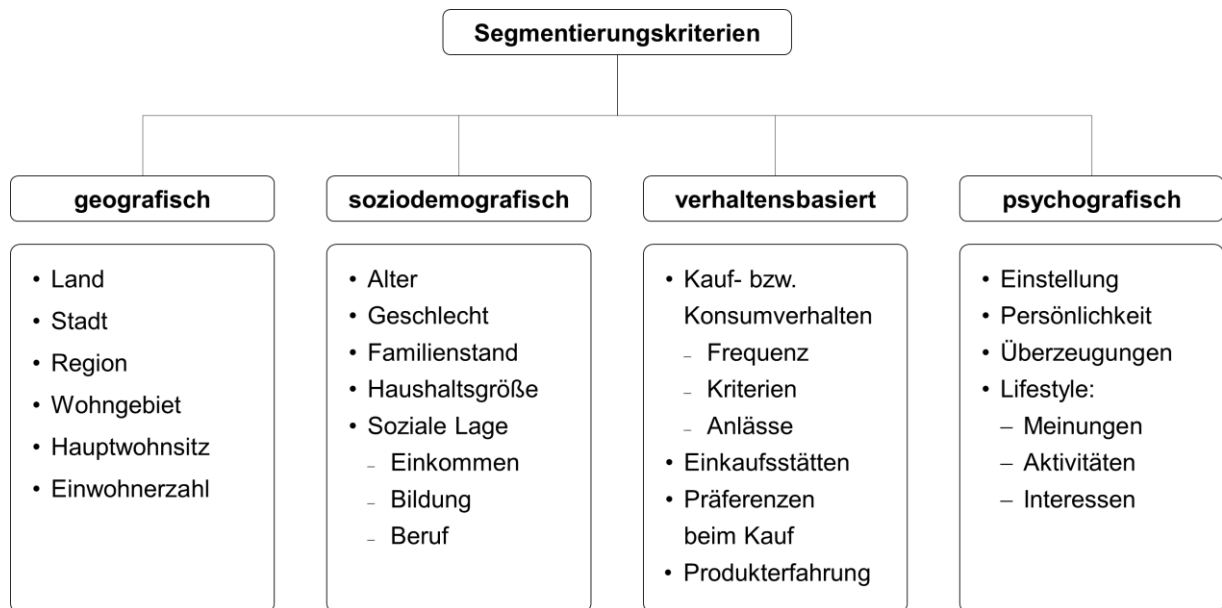 Segmentierungskriterien
geografisch
• Land
• Stadt
• Region
• Wohngebiet
• Hauptwohnsitz
• Einwohnerzahl
soziodemografisch
• Alter
• Geschlecht
• Familienstand
• Haushaltsgröße
• Soziale Lage
– Einkommen
– Bildung
– Beruf
verhaltensbasiert
• Kauf- bzw.
Konsumverhalten
– Frequenz
– Kriterien
– Anlässe
• Einkaufsstätten
• Präferenzen
beim Kauf
• Produkterfahrung
psychografisch
• Einstellung
• Persönlichkeit
• Überzeugungen
• Lifestyle:
– Meinungen
– Aktivitäten
– Interessen